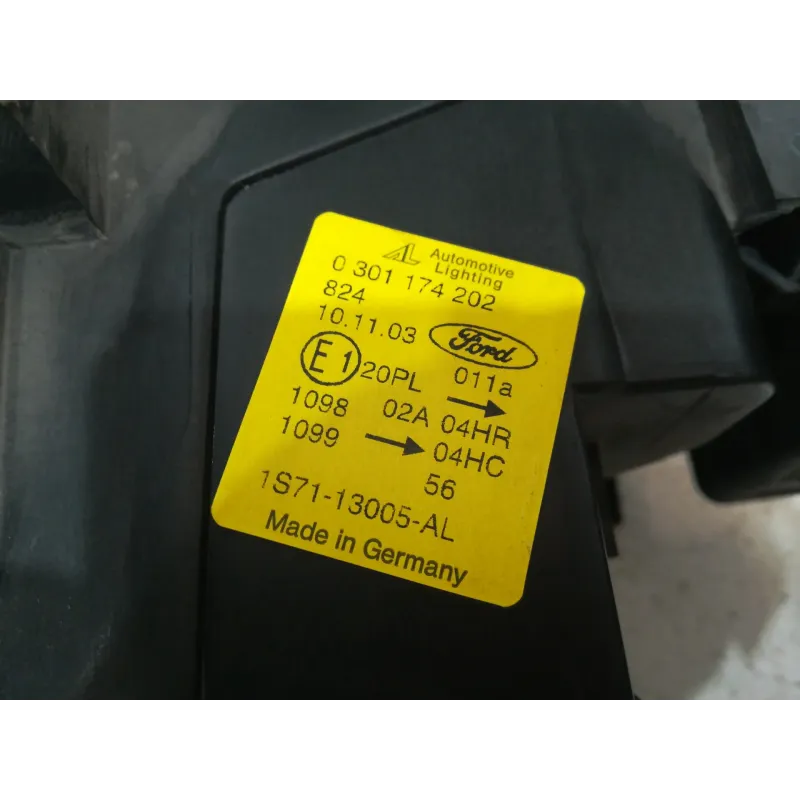 Automotive
Lighting
0 301 174 202
824
10.11.03 Ford
E1 20PL 011a
1098 02A 04HR
1099 04HC
56
1S71-13005-AL
Made in Germany